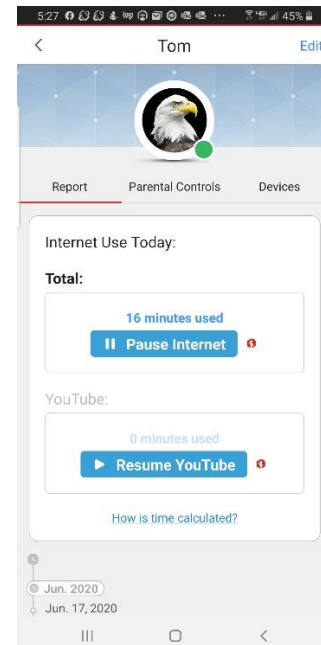 5:27 45%
Tom
Edit
Report Parental Controls Devices
Internet Use Today:
Total:
16 minutes used
Pause Internet
YouTube:
0 minutes used
Resume YouTube
How is time calculated?
Jun. 2020
Jun. 17, 2020